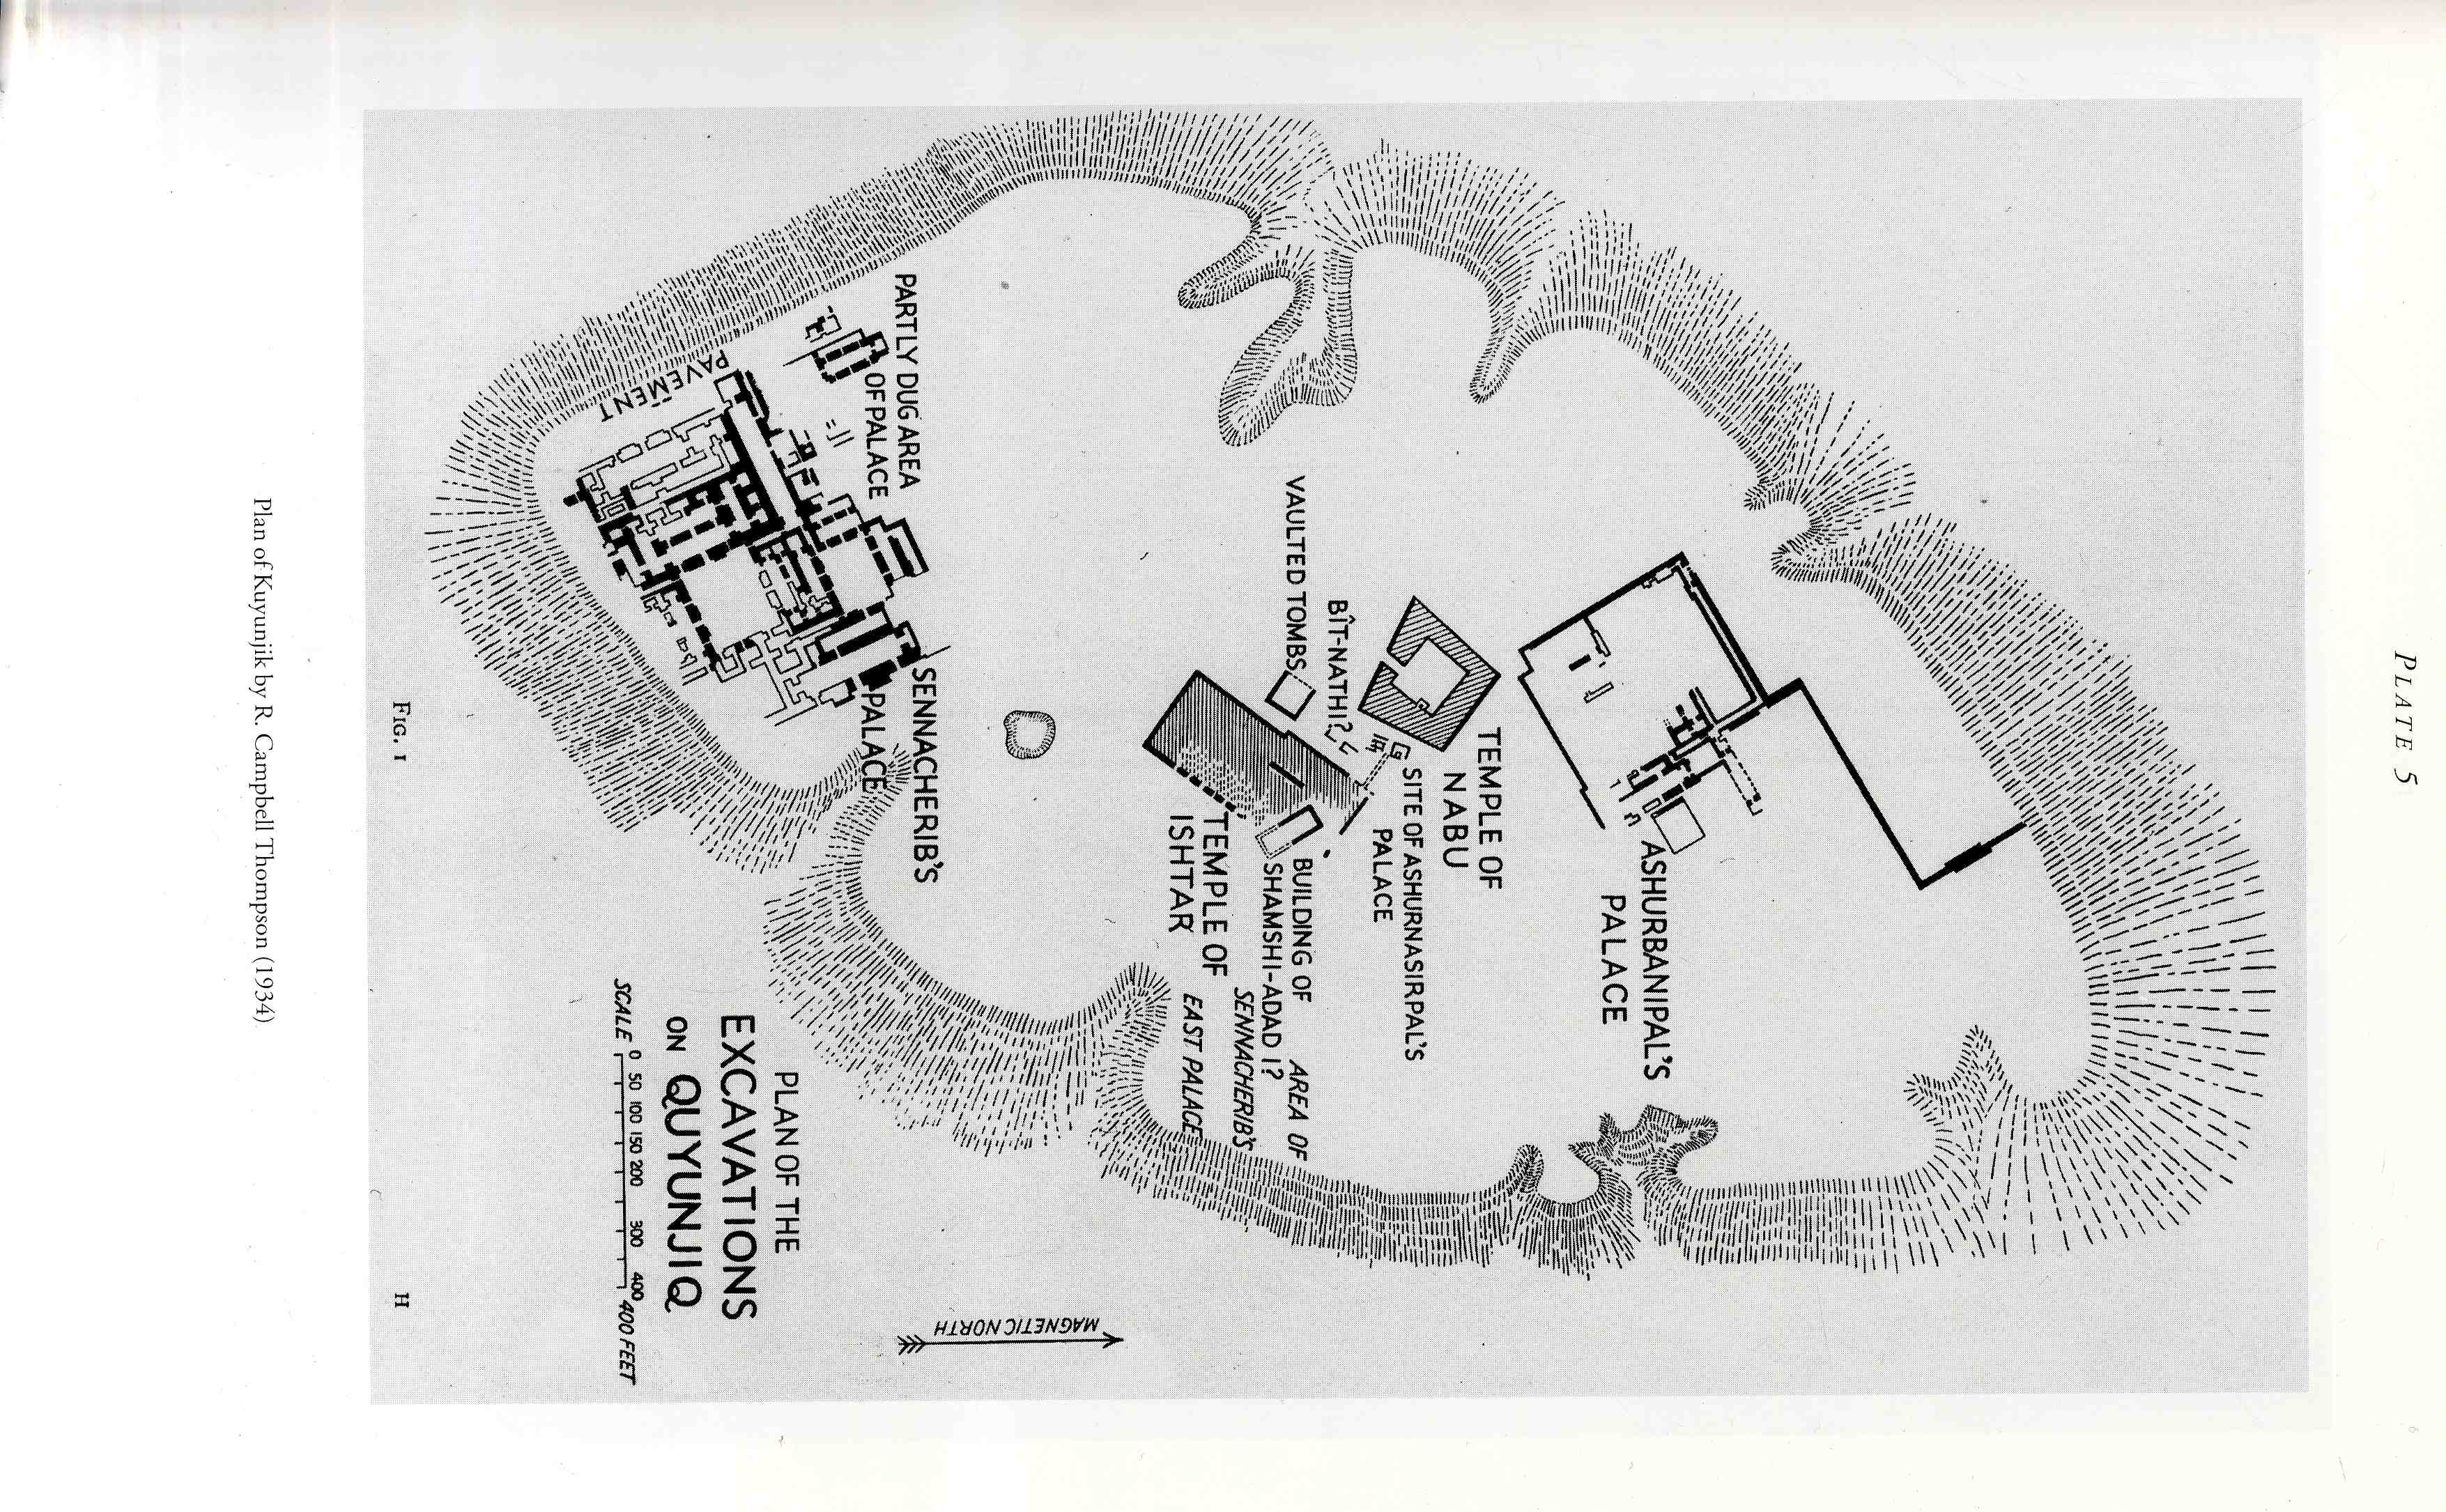 PLATE 5
ASHURBANIPAL'S
PALACE
TEMPLE OF
NABU
SITE OF ASHURNASIRPAL'S
PALACE
BÎT-NATHI?
VAULTED TOMBS
BUILDING OF
SHAMSHI-ADAD I?
AREA OF
SENNACHERIB'S
EAST PALACE
TEMPLE OF
ISHTAR
MAGNETIC NORTH
SENNACHERIB'S
PALACE
PARTLY DUG AREA
OF PALACE
PAVEMENT
PLAN OF THE
EXCAVATIONS
ON QUYUNJIQ
SCALE 0 50 100 150 200 300 400 400 FEET
FIG. 1
H
Plan of Kuyunjik by R. Campbell Thompson (1934)